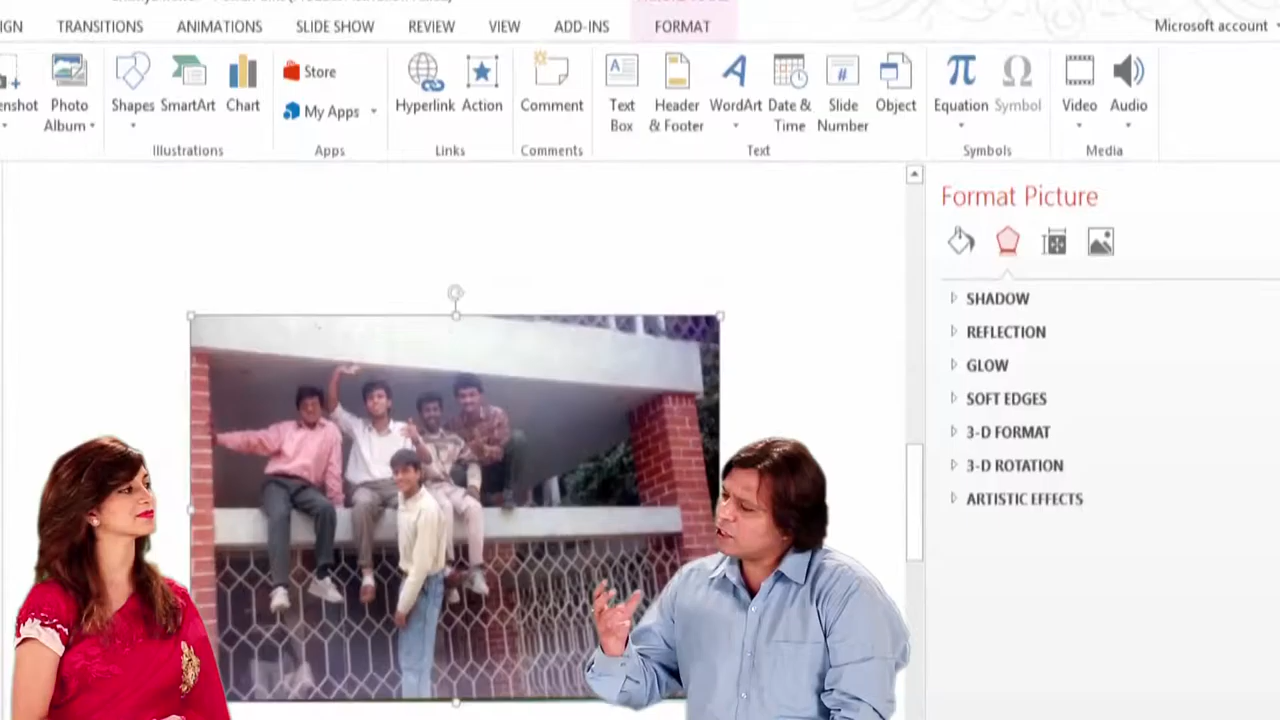 IGN TRANSITIONS ANIMATIONS SLIDE SHOW REVIEW VIEW ADD-INS FORMAT Microsoft account
enshot Photo Album Shapes SmartArt Chart Store My Apps Hyperlink Action Comment Text Box Header & Footer WordArt Date & Time Slide Number Object Equation Symbol Video Audio
Illustrations Apps Links Comments Text Symbols Media
Format Picture
SHADOW
REFLECTION
GLOW
SOFT EDGES
3-D FORMAT
3-D ROTATION
ARTISTIC EFFECTS